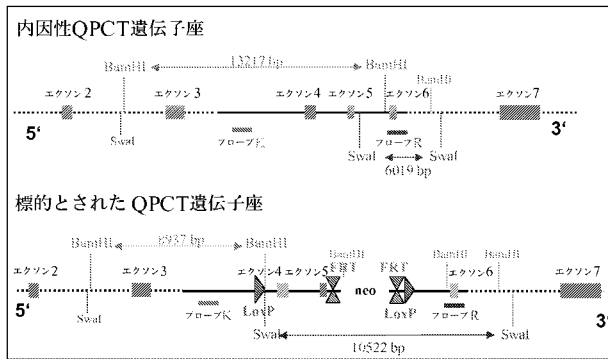 内因性QPCT遺伝子座
13217 bp
BamHI BamHI BamHI
エクソン2 エクソン3 エクソン4 エクソン5 エクソン6 エクソン7
5‘ 3‘
SwaI プローブK SwaI プローブR SwaI
6019 bp
標的とされた QPCT遺伝子座
BamHI 8937 bp BamHI BamHI BamHI BamHI
エクソン2 エクソン3 エクソン4 エクソン5 FRT neo FRT エクソン6 エクソン7
5‘ 3‘
SwaI プローブK LoxP SwaI LoxP プローブR SwaI
10522 bp